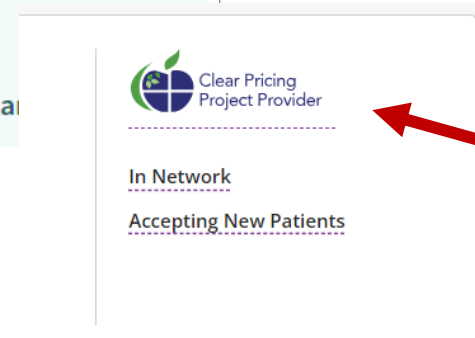 Clear Pricing
Project Provider
In Network
Accepting New Patients